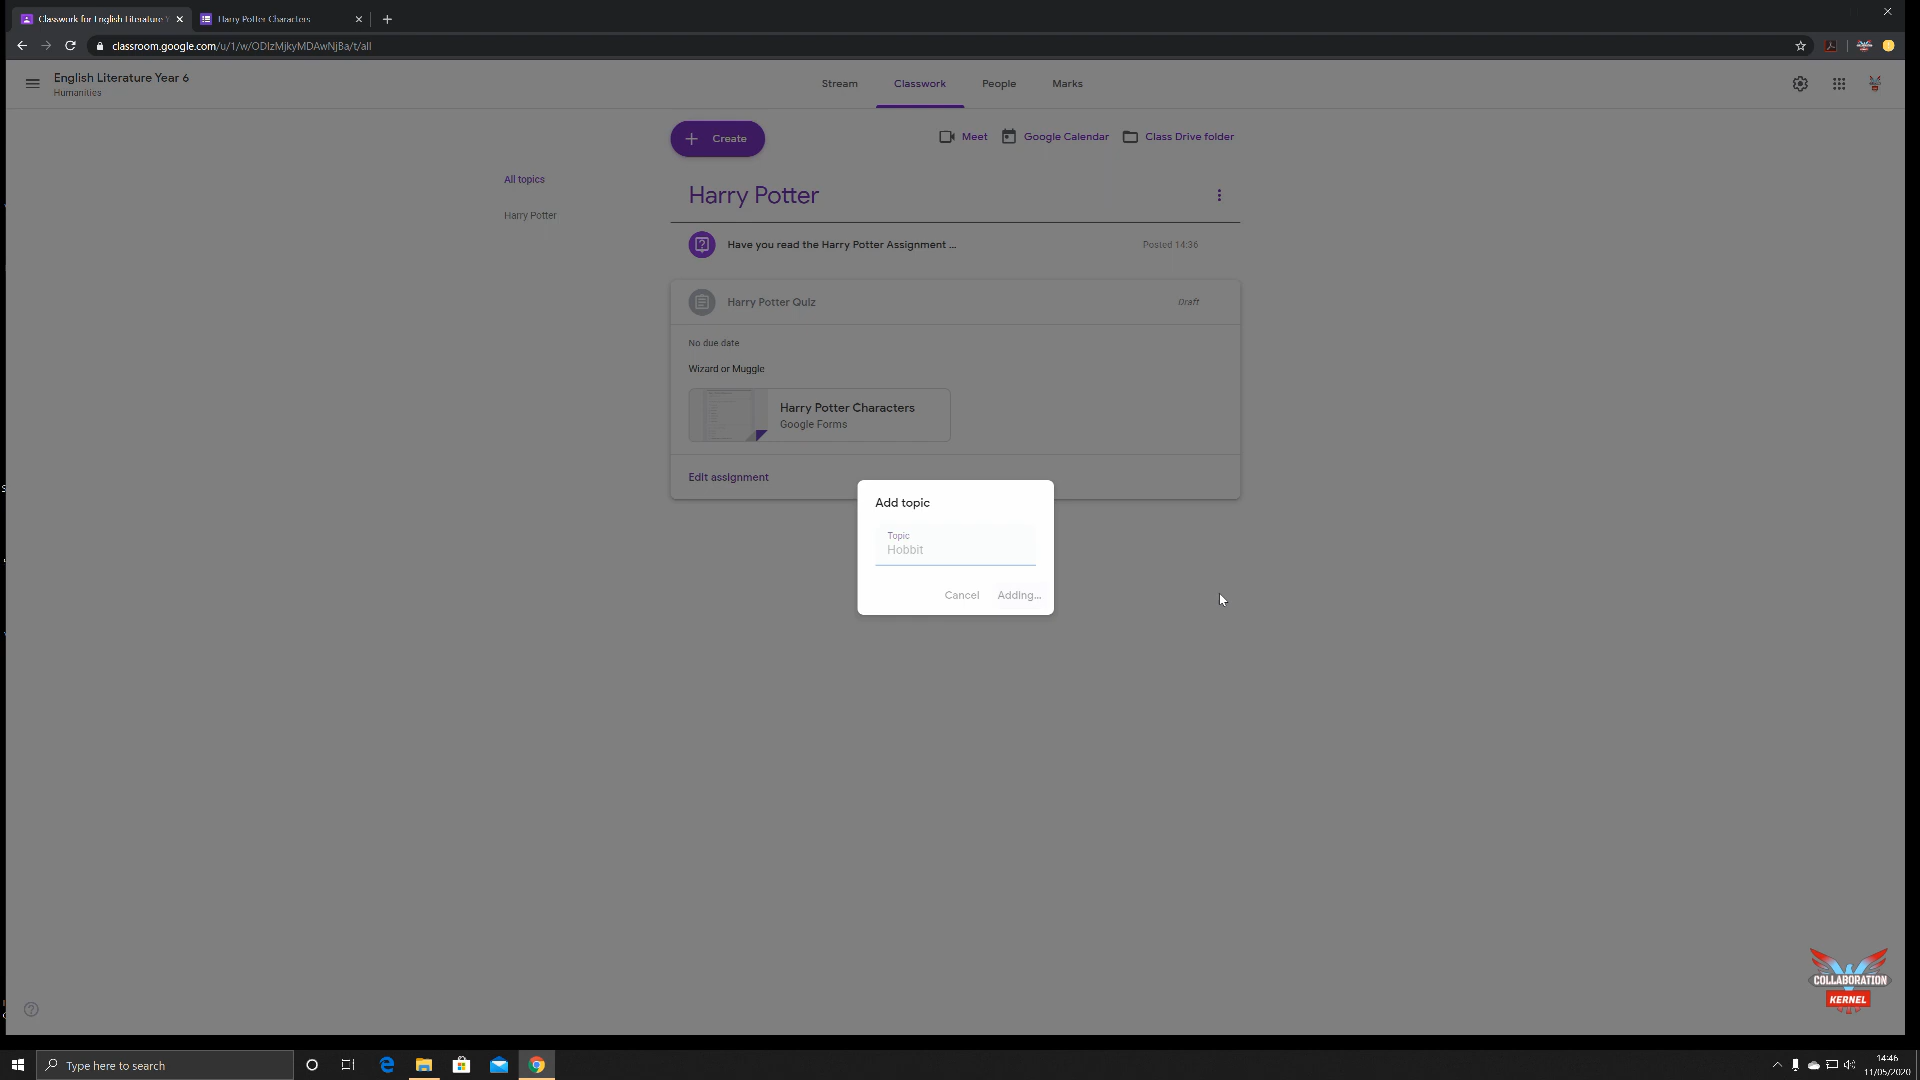 Classwork for English Literature Y
Harry Potter Characters
classroom.google.com/u/1/w/ODIzMjkyMDAwNjBa/t/all
English Literature Year 6
Humanities
Stream
Classwork
People
Marks
Create
Meet
Google Calendar
Class Drive folder
All topics
Harry Potter
Harry Potter
Have you read the Harry Potter Assignment ...
Posted 14:36
Harry Potter Quiz
Draft
No due date
Wizard or Muggle
Harry Potter Characters
Google Forms
Edit assignment
Add topic
Topic
Hobbit
Cancel
Adding...
COLLABORATION
KERNEL
Type here to search
14:46
11/05/2020